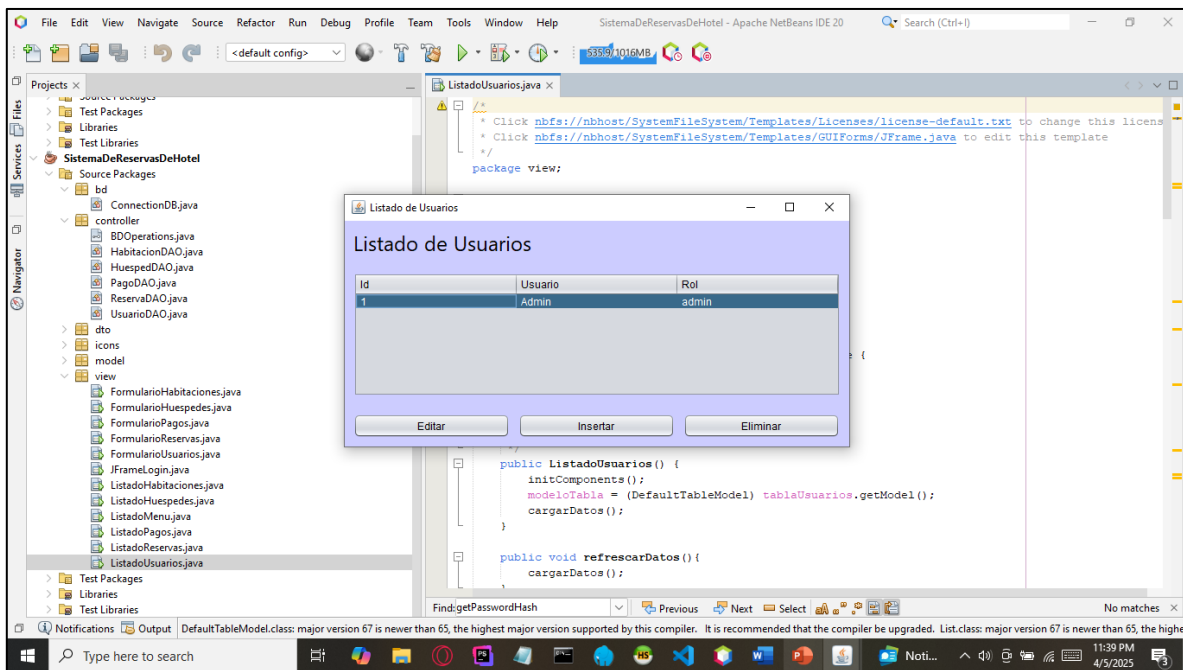 File Edit View Navigate Source Refactor Run Debug Profile Team Tools Window Help SistemaDeReservasDeHotel - Apache NetBeans IDE 20 Search (Ctrl+I)
<default config> 535.9/1016MB
Projects
ListadoUsuarios.java
Files
Services
Navigator
Test Packages
Libraries
Test Libraries
SistemaDeReservasDeHotel
Source Packages
bd
ConnectionDB.java
controller
BDOperations.java
HabitacionDAO.java
HuespedDAO.java
PagoDAO.java
ReservaDAO.java
UsuarioDAO.java
dto
icons
model
view
FormularioHabitaciones.java
FormularioHuespedes.java
FormularioPagos.java
FormularioReservas.java
FormularioUsuarios.java
JFrameLogin.java
ListadoHabitaciones.java
ListadoHuespedes.java
ListadoMenu.java
ListadoPagos.java
ListadoReservas.java
ListadoUsuarios.java
Test Packages
Libraries
Test Libraries
/*
* Click nbfs://nbhost/SystemFileSystem/Templates/Licenses/license-default.txt to change this licens
* Click nbfs://nbhost/SystemFileSystem/Templates/GUIForms/JFrame.java to edit this template
*/
package view;
Listado de Usuarios
Listado de Usuarios
Id Usuario Rol
1 Admin admin
Editar Insertar Eliminar
{
*/
public ListadoUsuarios() {
initComponents();
modeloTabla = (DefaultTableModel) tablaUsuarios.getModel();
cargarDatos();
}
public void refrescarDatos(){
cargarDatos();
Find: getPasswordHash Previous Next Select No matches
Notifications Output DefaultTableModel.class: major version 67 is newer than 65, the highest major version supported by this compiler. It is recommended that the compiler be upgraded. List.class: major version 67 is newer than 65, the highe
Type here to search Noti... 11:39 PM
4/5/2025